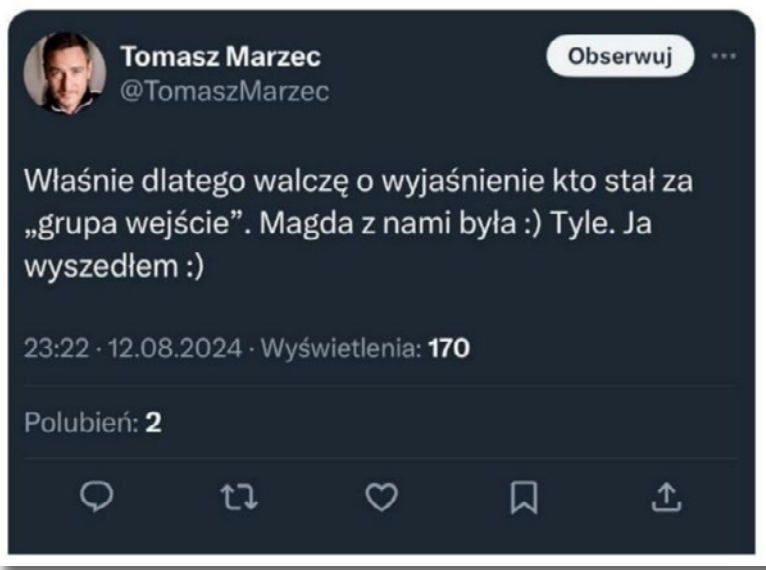 Tomasz Marzec
Obserwuj
@TomaszMarzec
Właśnie dlatego walczę o wyjaśnienie kto stał za
„grupa wejście”. Magda z nami była :) Tyle. Ja
wyszedłem :)
23:22 · 12.08.2024 · Wyświetlenia: 170
Polubień: 2